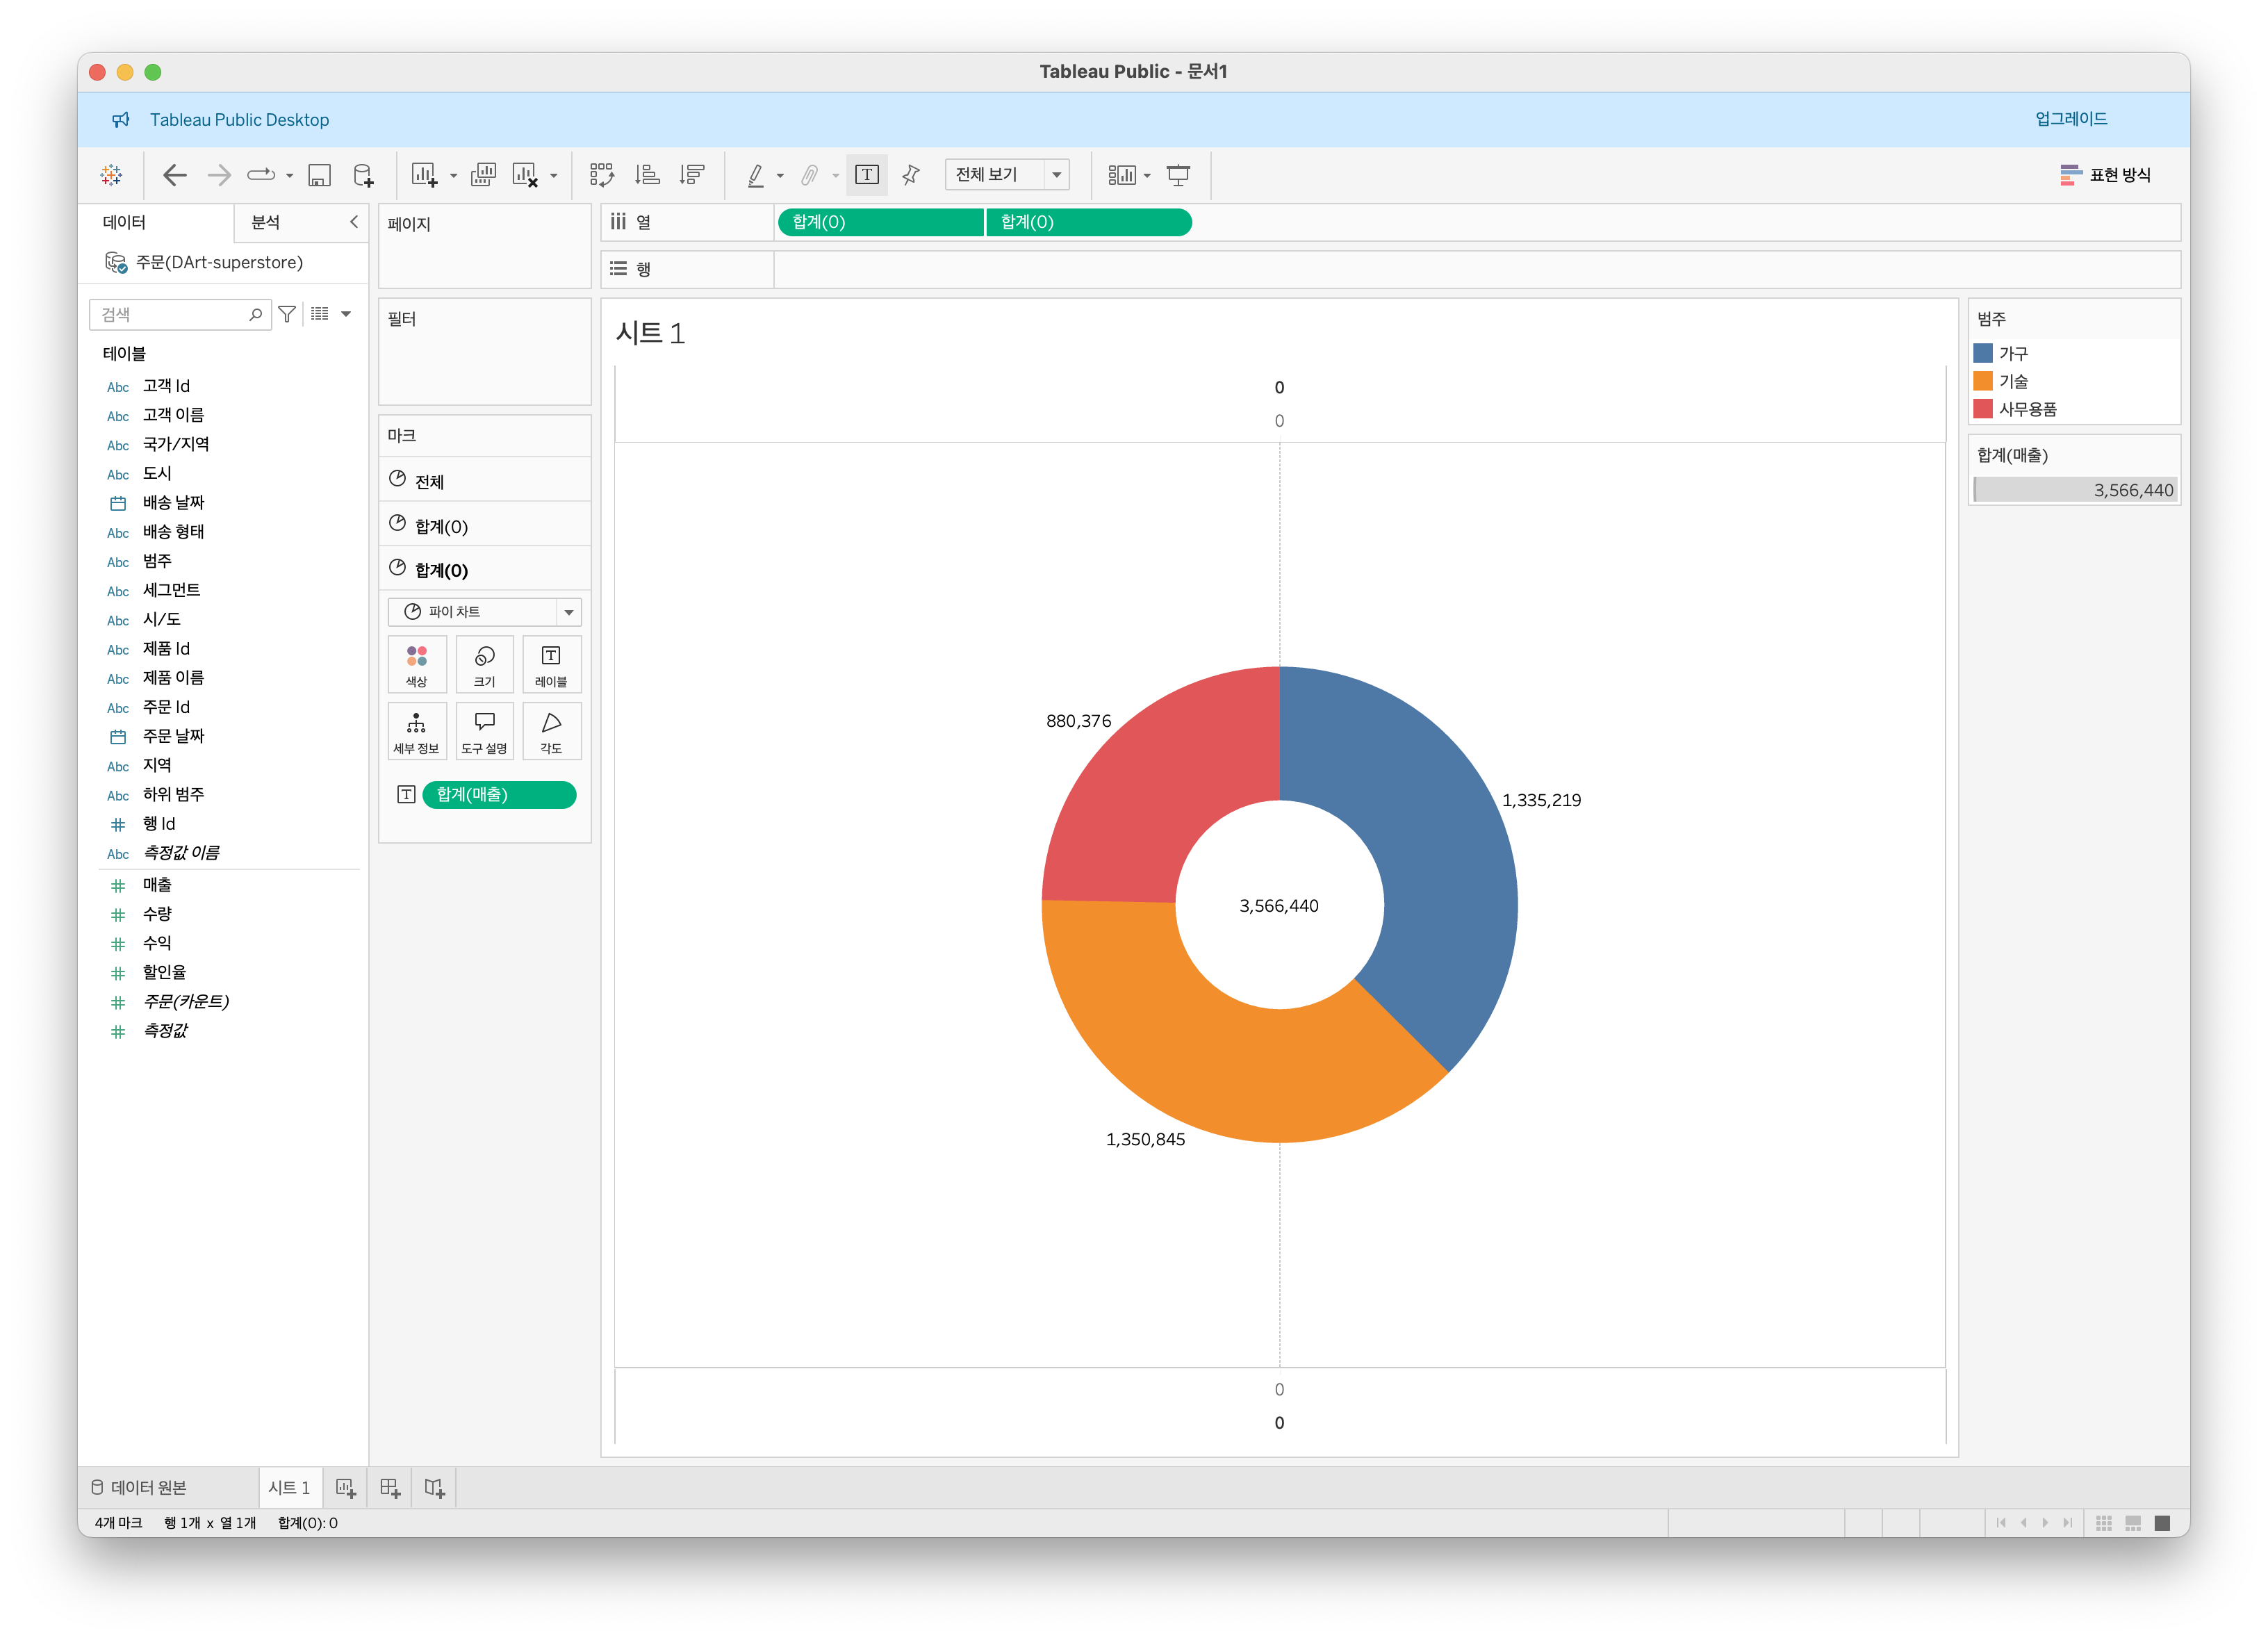 Tableau Public - 문서1
Tableau Public Desktop
업그레이드
전체 보기
표현 방식
데이터
분석
주문(DArt-superstore)
검색
테이블
Abc 고객 Id
Abc 고객 이름
Abc 국가/지역
Abc 도시
배송 날짜
Abc 배송 형태
Abc 범주
Abc 세그먼트
Abc 시/도
Abc 제품 Id
Abc 제품 이름
Abc 주문 Id
주문 날짜
Abc 지역
Abc 하위 범주
# 행 Id
Abc 측정값 이름
# 매출
# 수량
# 수익
# 할인율
# 주문(카운트)
# 측정값
페이지
필터
마크
전체
합계(0)
합계(0)
파이 차트
색상
크기
레이블
세부 정보
도구 설명
각도
합계(매출)
열
합계(0)
합계(0)
행
시트 1
0
0
880,376
1,335,219
3,566,440
1,350,845
0
0
범주
가구
기술
사무용품
합계(매출)
3,566,440
데이터 원본
시트 1
4개 마크
행 1개 x 열 1개
합계(0): 0